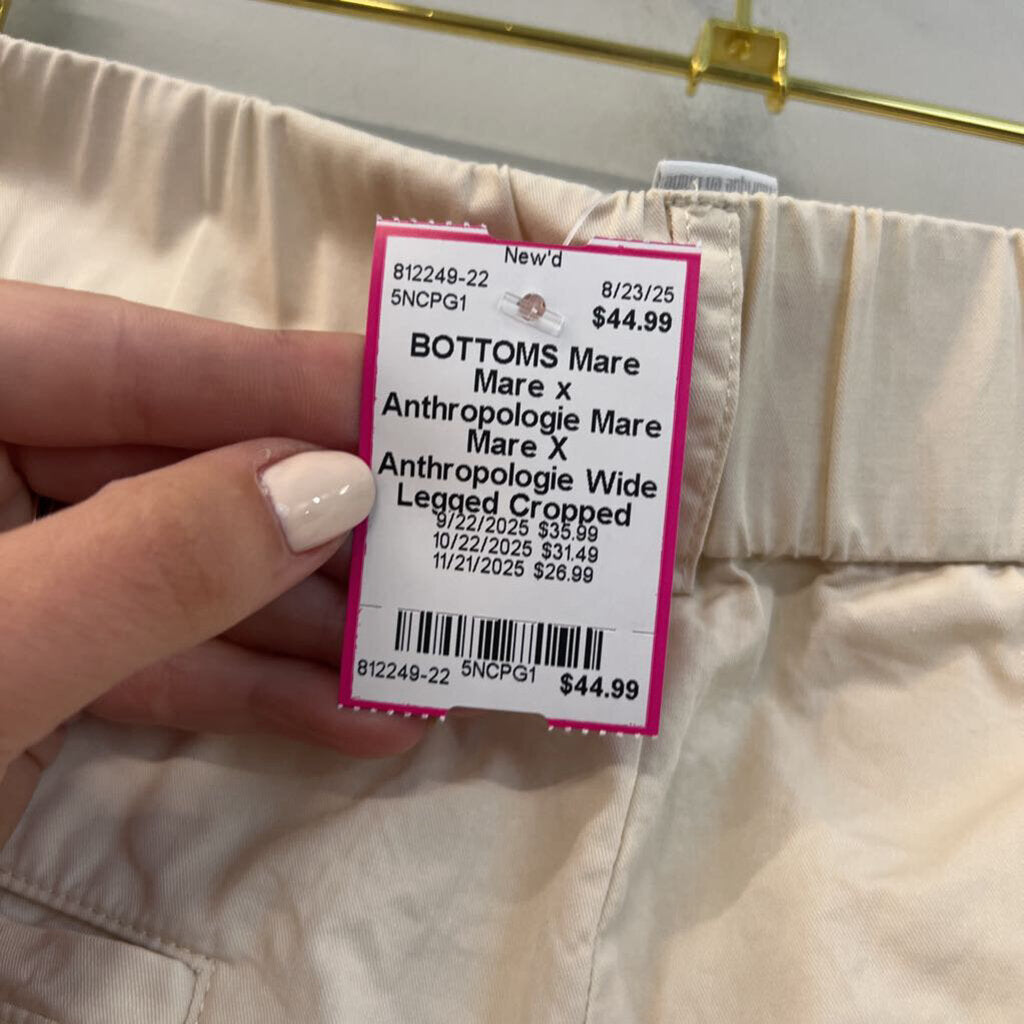 New'd
812249-22 8/23/25
5NCPG1 $44.99
BOTTOMS Mare
Mare x
Anthropologie Mare
Mare X
Anthropologie Wide
Legged Cropped
9/22/2025 $35.99
10/22/2025 $31.49
11/21/2025 $26.99
812249-22 5NCPG1 $44.99